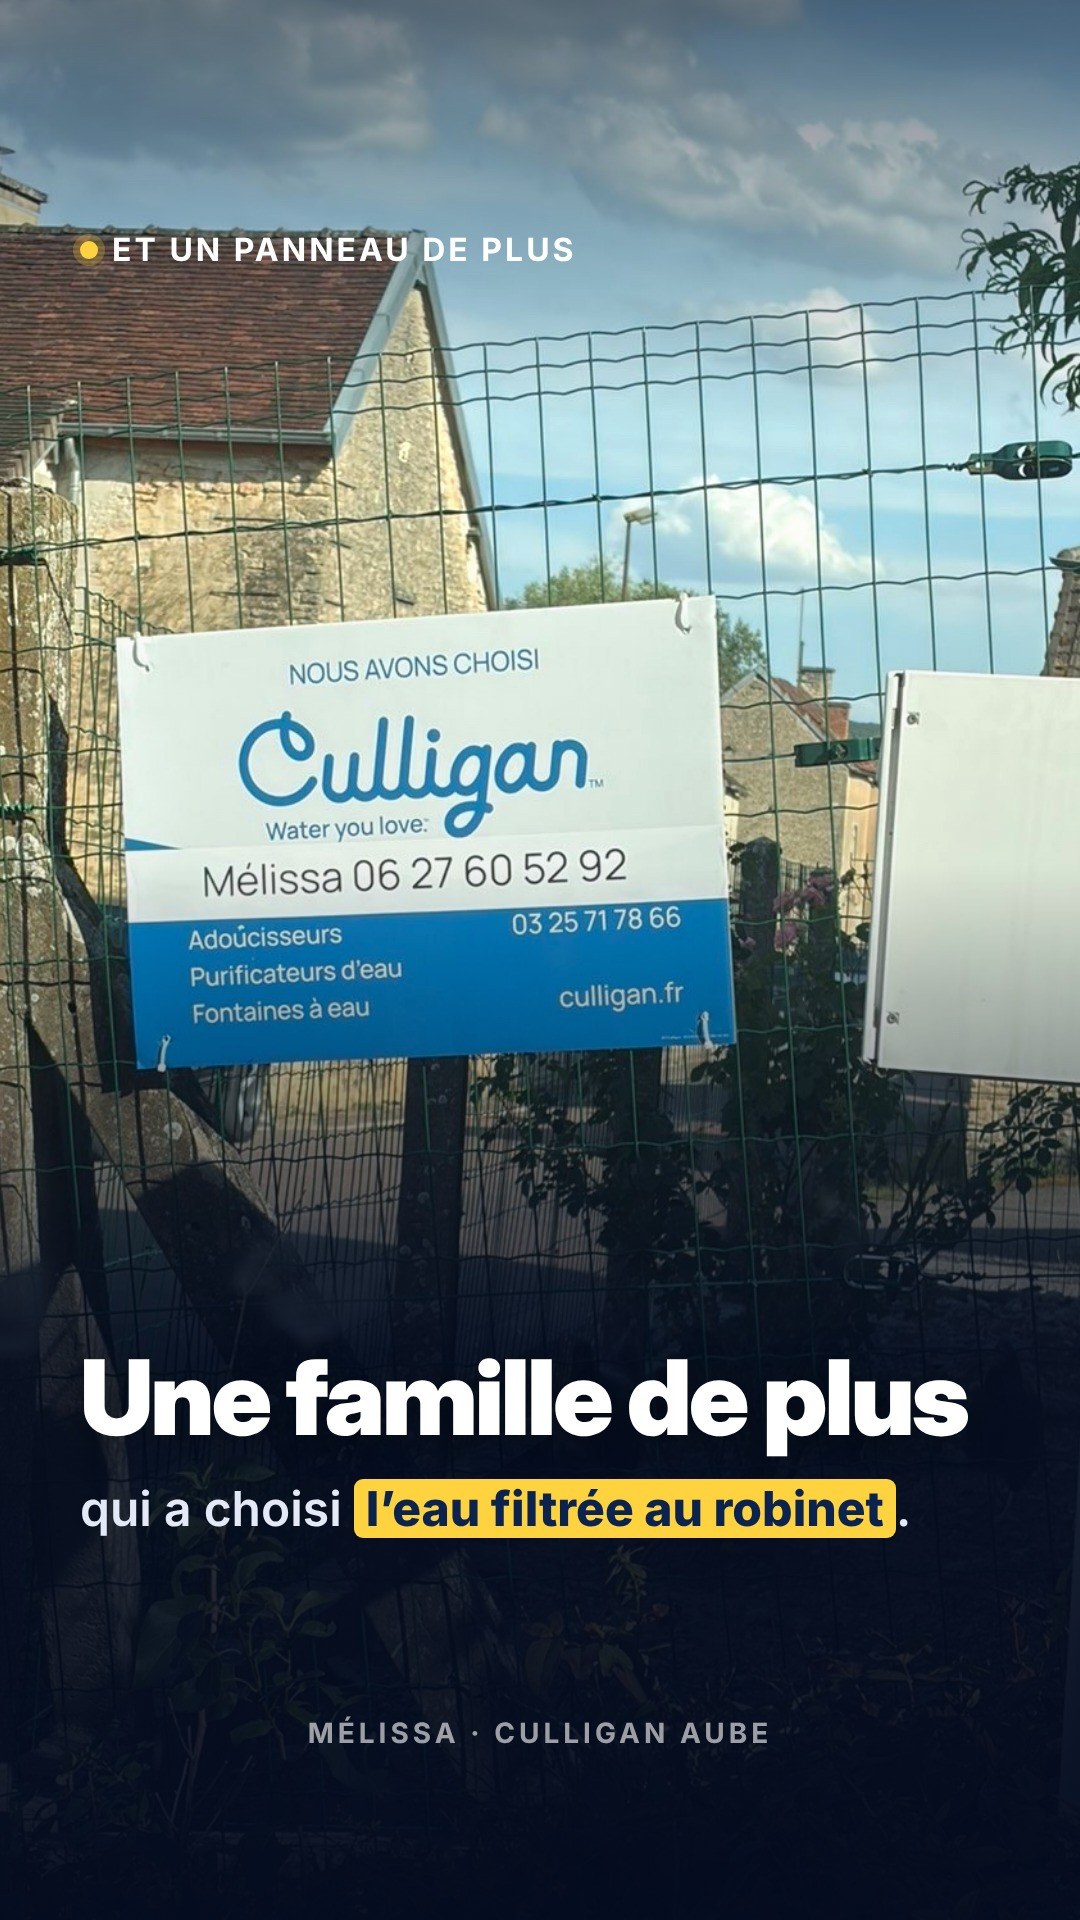 ET UN PANNEAU DE PLUS
NOUS AVONS CHOISI
Culligan™
Water you love.™
Mélissa 06 27 60 52 92
Adoucisseurs
03 25 71 78 66
Purificateurs d'eau
Fontaines à eau
culligan.fr
Une famille de plus
qui a choisi l’eau filtrée au robinet.
MÉLISSA · CULLIGAN AUBE